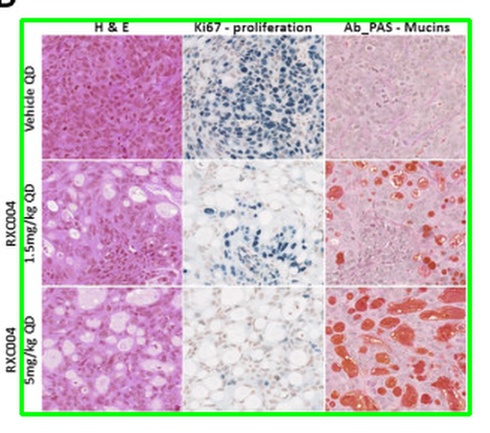 H & E
Ki67 - proliferation
Ab_PAS - Mucins
Vehicle QD
RXC004
1.5mg/kg QD
RXC004
5mg/kg QD